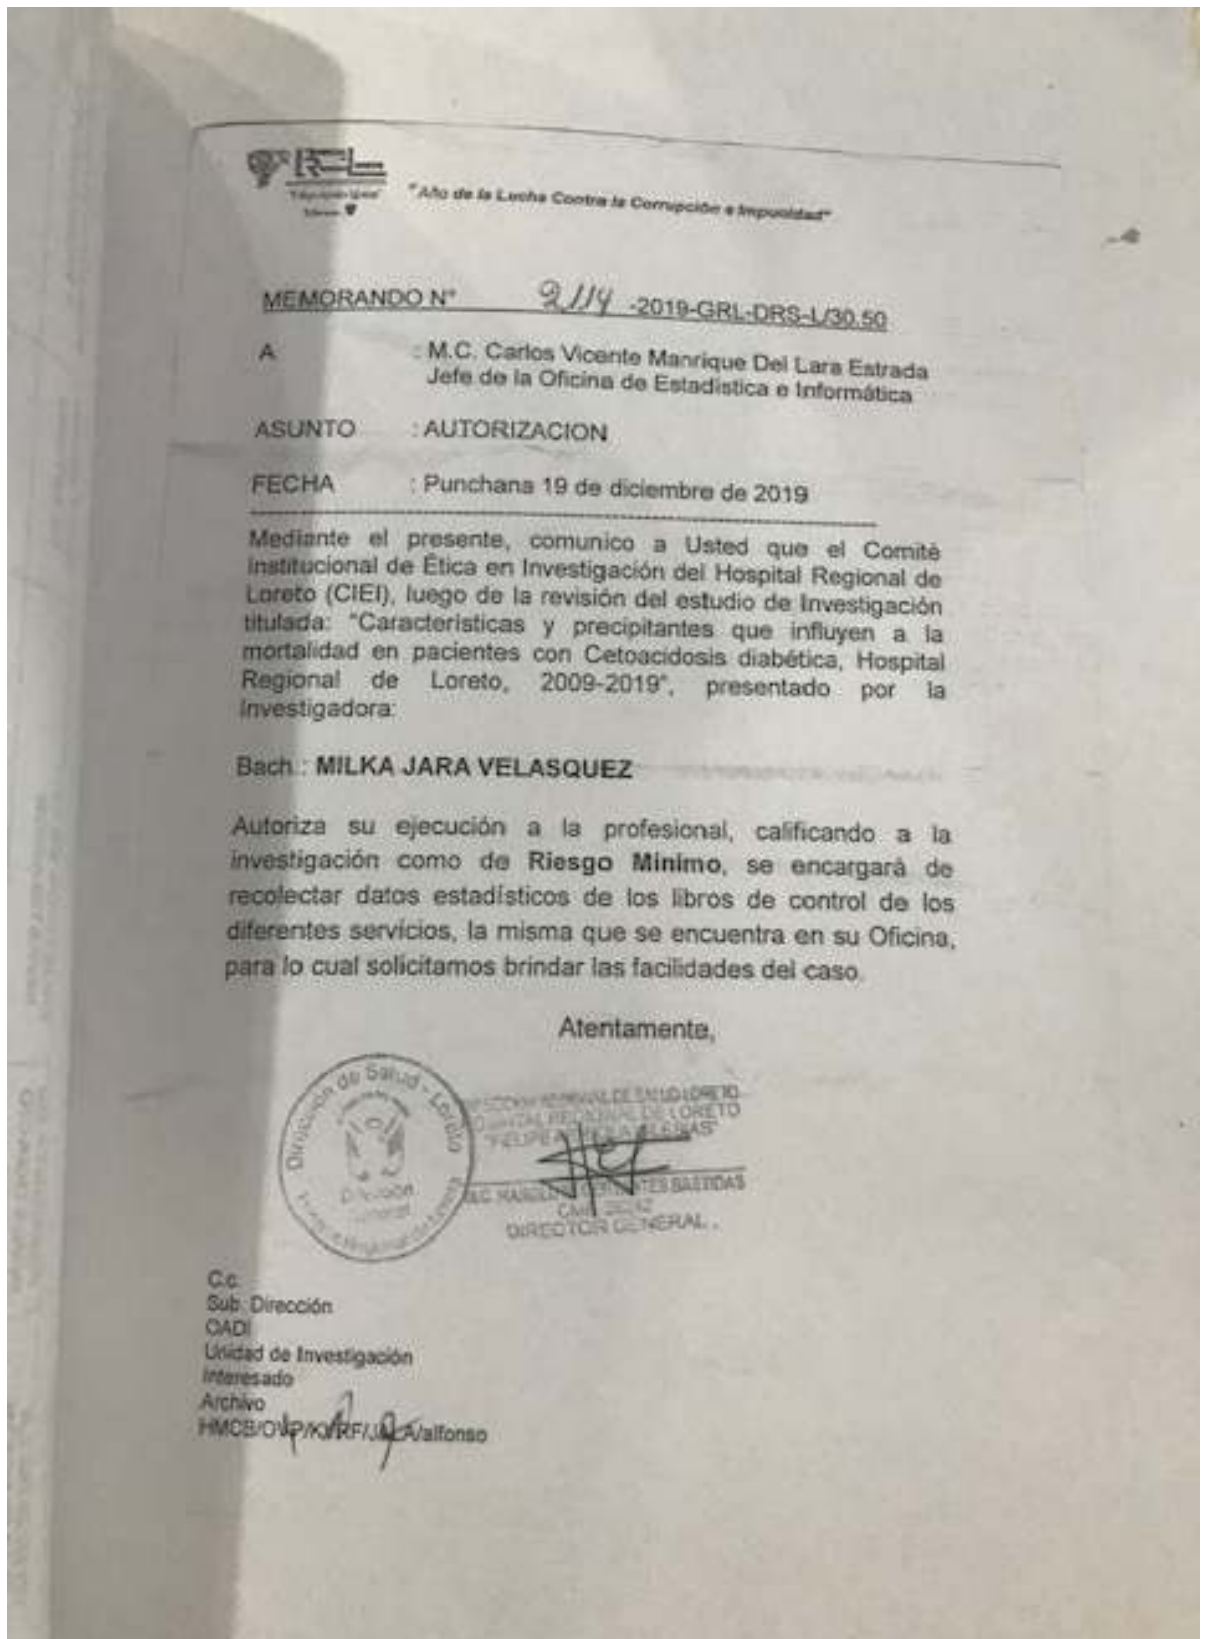 "Año de la Lucha Contra la Corrupción e Impunidad"
MEMORANDO N° 2114 -2019-GRL-DRS-L/30.50
A : M.C. Carlos Vicente Manrique Del Lara Estrada
Jefe de la Oficina de Estadística e Informática
ASUNTO : AUTORIZACION
FECHA : Punchana 19 de diciembre de 2019
Mediante el presente, comunico a Usted que el Comité
Institucional de Ética en Investigación del Hospital Regional de
Loreto (CIEI), luego de la revisión del estudio de Investigación
titulada: "Características y precipitantes que influyen a la
mortalidad en pacientes con Cetoacidosis diabética, Hospital
Regional de Loreto, 2009-2019", presentado por la
Investigadora:
Bach.: MILKA JARA VELASQUEZ
Autoriza su ejecución a la profesional, calificando a la
investigación como de Riesgo Mínimo, se encargará de
recolectar datos estadísticos de los libros de control de los
diferentes servicios, la misma que se encuentra en su Oficina,
para lo cual solicitamos brindar las facilidades del caso.
Atentamente,
Dirección de Salud - Loreto
Dirección
REGIONAL DE SALUD LORETO
HOSPITAL REGIONAL DE LORETO
BASTIDAS
DIRECTOR GENERAL
C.c.
Sub. Dirección
OADI
Unidad de Investigación
Interesado
Archivo